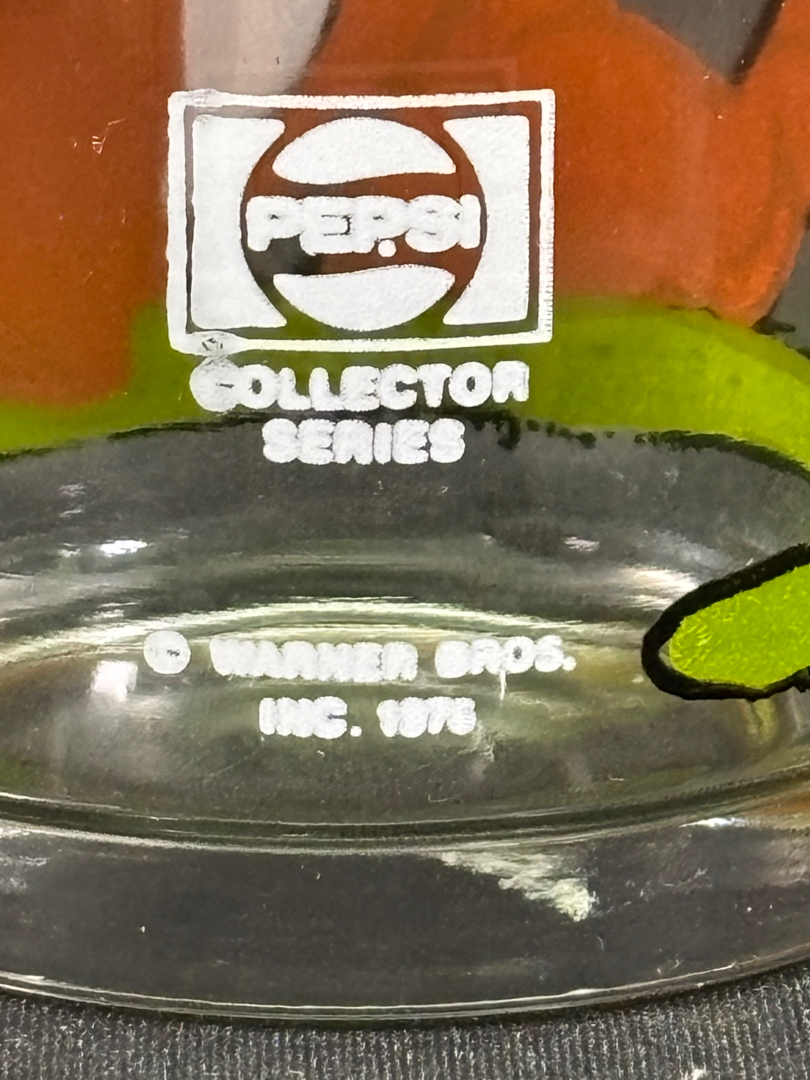 PEPSI
COLLECTOR
SERIES
© WARNER BROS.
INC. 1976